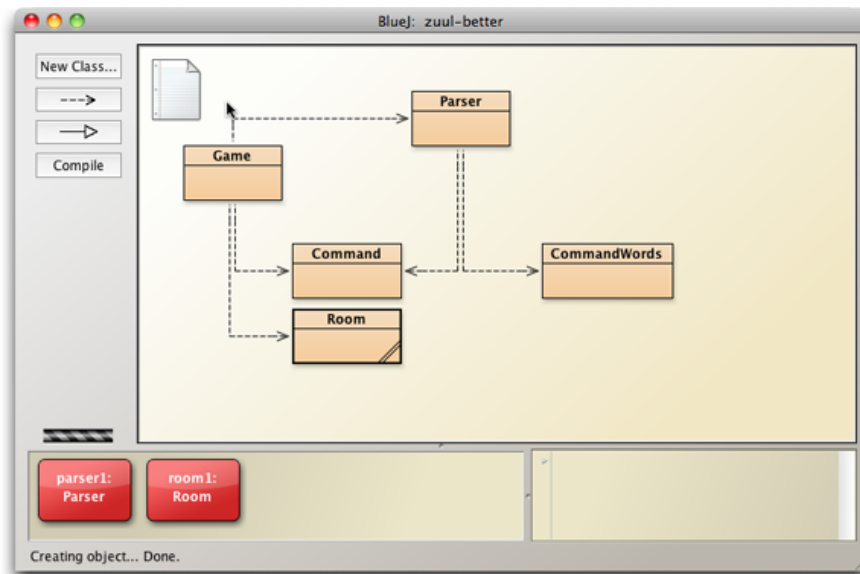 BlueJ: zuul-better
New Class...
Compile
Parser
Game
Command
CommandWords
Room
parser1:
Parser
room1:
Room
Creating object... Done.